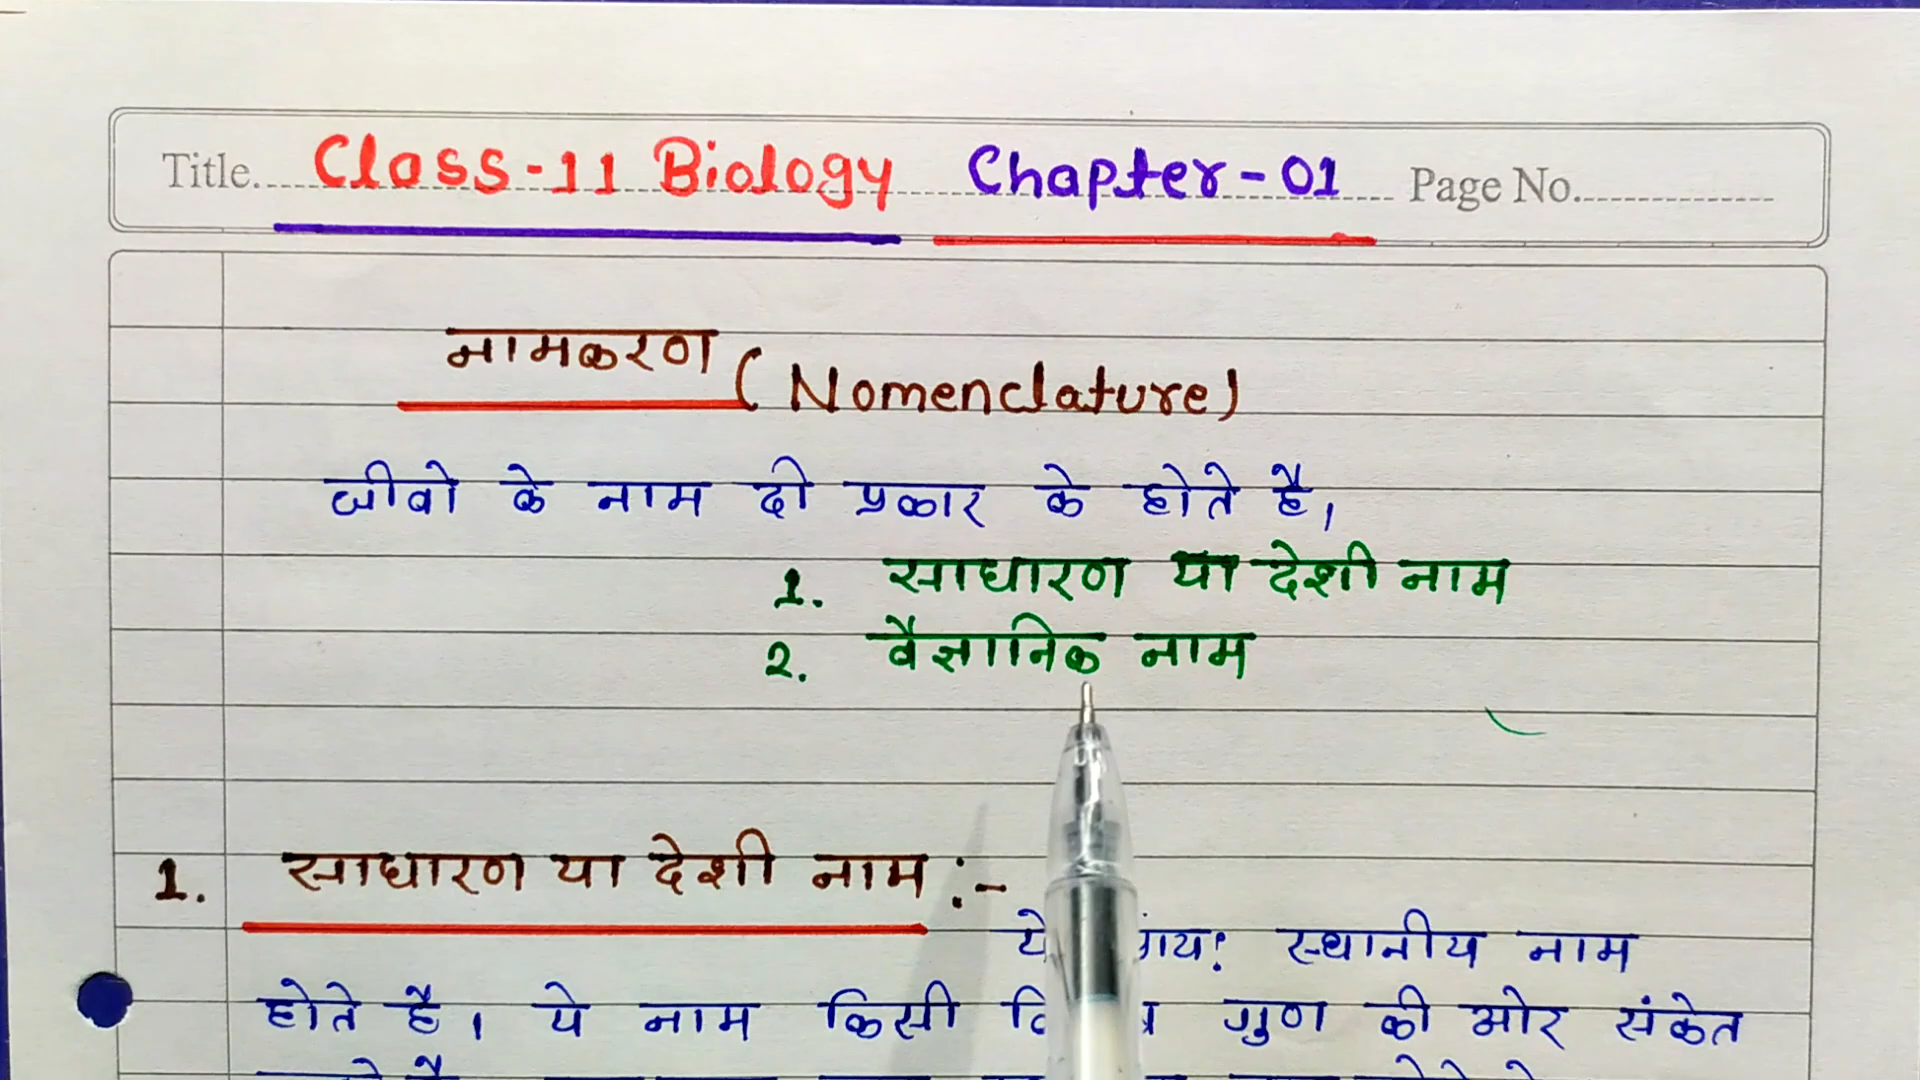 Title. Class-11 Biology Chapter-01 Page No.
नामकरण (Nomenclature)
जीवो के नाम दो प्रकार के होते है।
1. साधारण या देशी नाम
2. वैज्ञानिक नाम
1. साधारण या देशी नाम :-
ये स्थानीय नाम
होते है। ये नाम किसी गुण की ओर संकेत